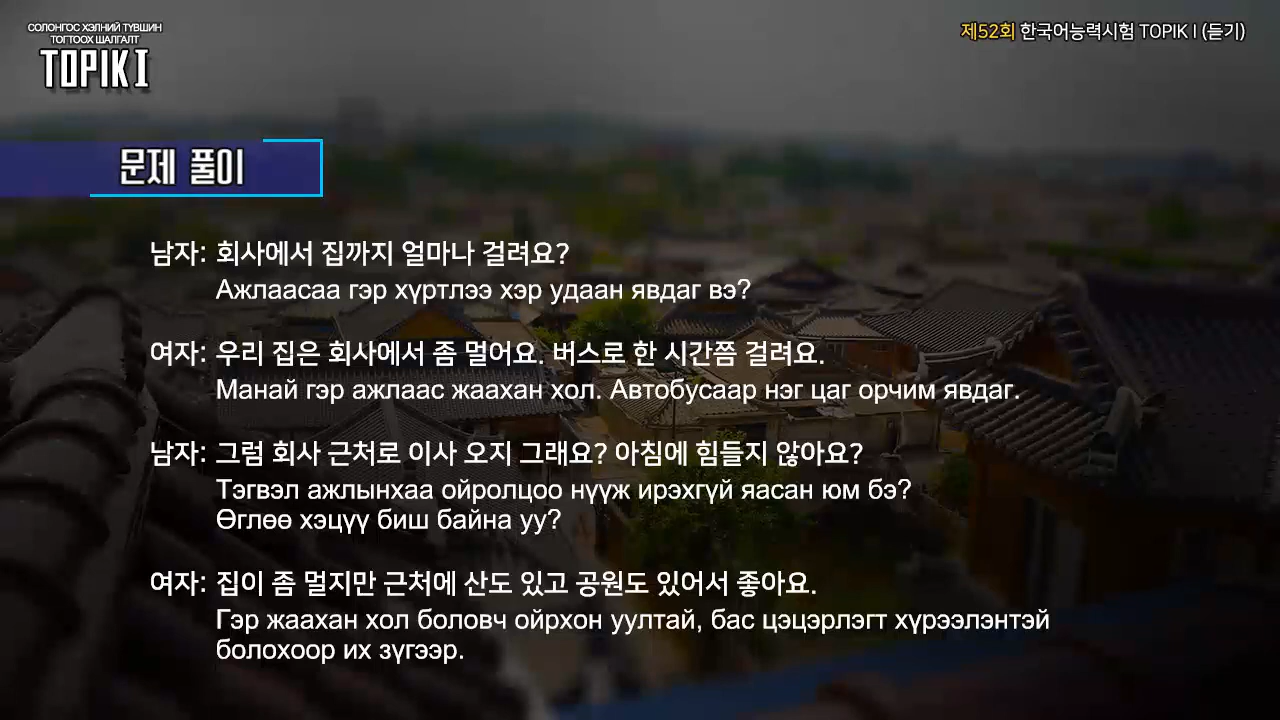 СОЛОНГОС ХЭЛНИЙ ТҮВШИН
ТОГТООХ ШАЛГАЛТ
TOPIK I
제52회 한국어능력시험 TOPIK I (듣기)
문제 풀이
남자: 회사에서 집까지 얼마나 걸려요?
Ажлаасаа гэр хүртлээ хэр удаан явдаг вэ?
여자: 우리 집은 회사에서 좀 멀어요. 버스로 한 시간쯤 걸려요.
Манай гэр ажлаас жаахан хол. Автобусаар нэг цаг орчим явдаг.
남자: 그럼 회사 근처로 이사 오지 그래요? 아침에 힘들지 않아요?
Тэгвэл ажлынхаа ойролцоо нүүж ирэхгүй яасан юм бэ?
Өглөө хэцүү биш байна уу?
여자: 집이 좀 멀지만 근처에 산도 있고 공원도 있어서 좋아요.
Гэр жаахан хол боловч ойрхон уултай, бас цэцэрлэгт хүрээлэнтэй
болохоор их зүгээр.